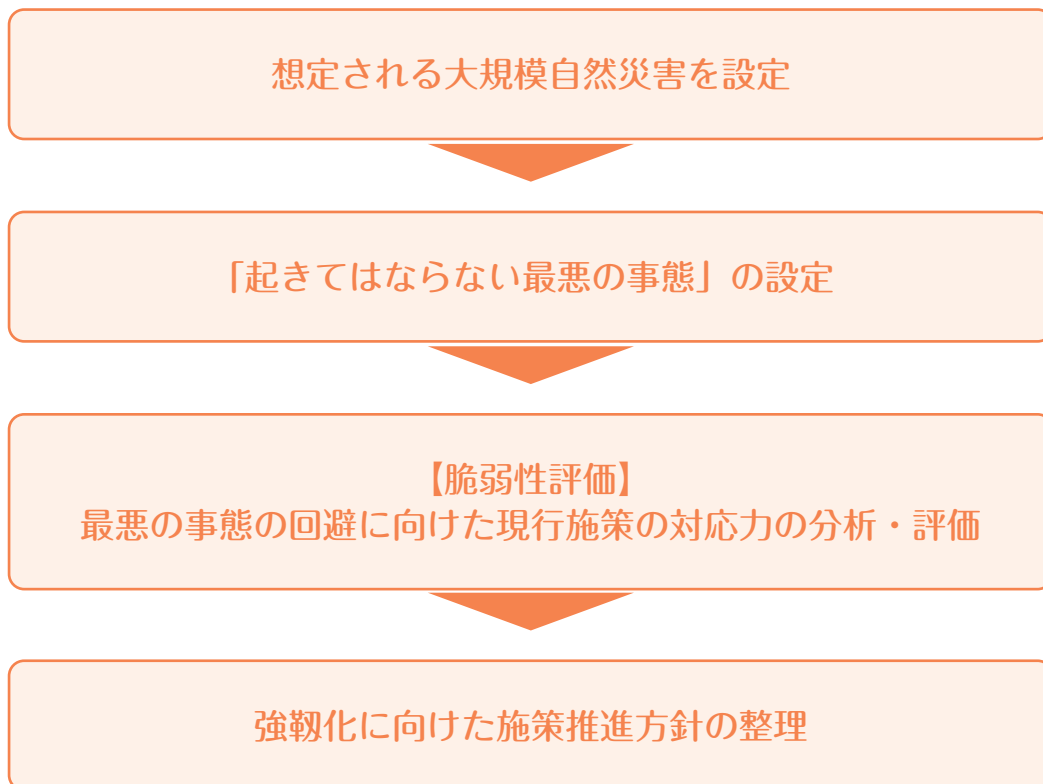 想定される大規模自然災害を設定
「起きてはならない最悪の事態」の設定
【脆弱性評価】
最悪の事態の回避に向けた現行施策の対応力の分析・評価
強靱化に向けた施策推進方針の整理